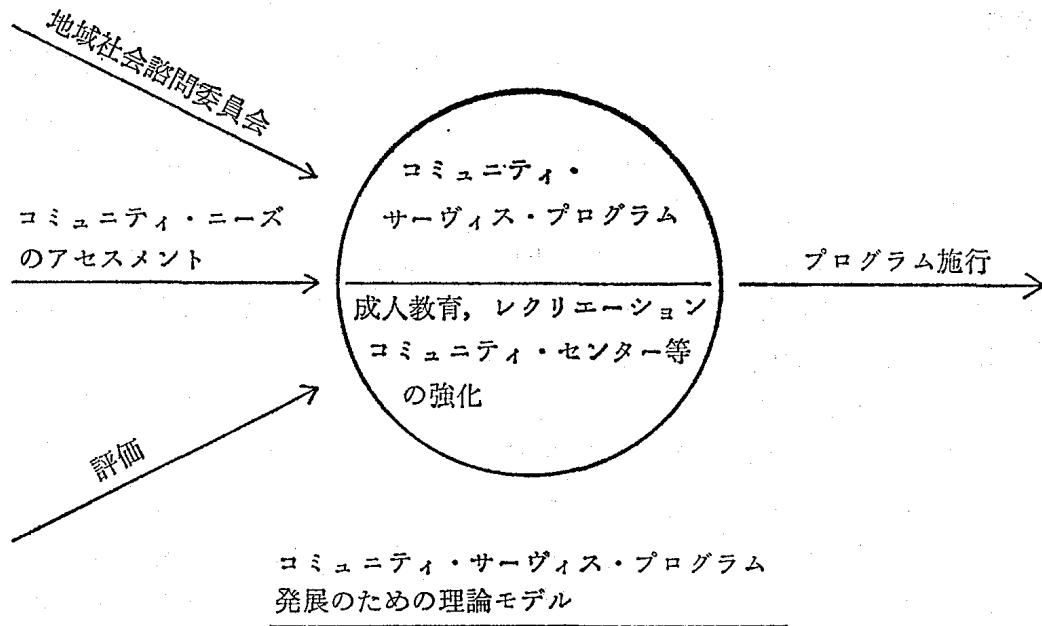 地域社会諮問委員会
コミュニティ・
サーヴィス・プログラム
コミュニティ・ニーズ
のアセスメント
プログラム施行
成人教育，レクリエーション
コミュニティ・センター等
の強化
評価
コミュニティ・サーヴィス・プログラム
発展のための理論モデル